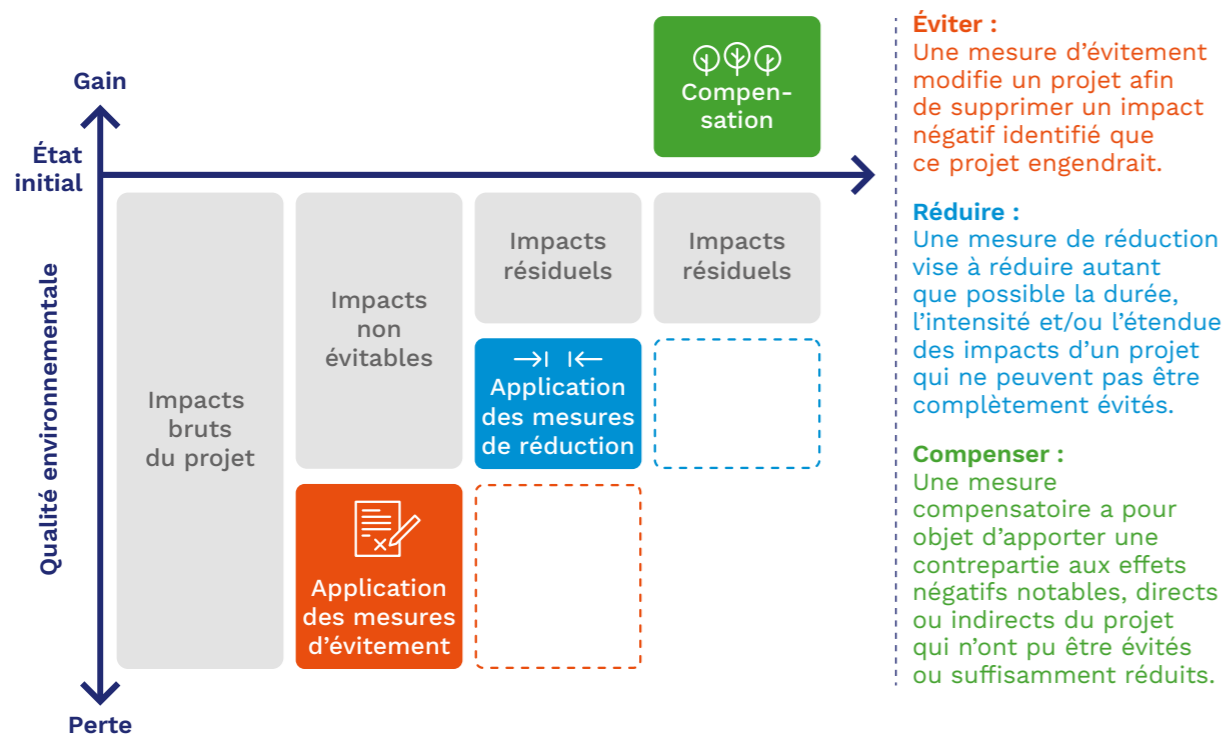 Gain
État
initial
Qualité environnementale
Perte
Impacts
bruts
du projet
Impacts
non
évitables
Application
des mesures
d’évitement
Impacts
résiduels
Application
des mesures
de réduction
Compen-
sation
Impacts
résiduels
Éviter :
Une mesure d’évitement
modifie un projet afin
de supprimer un impact
négatif identifié que
ce projet engendrait.
Réduire :
Une mesure de réduction
vise à réduire autant
que possible la durée,
l’intensité et/ou l’étendue
des impacts d’un projet
qui ne peuvent pas être
complètement évités.
Compenser :
Une mesure
compensatoire a pour
objet d’apporter une
contrepartie aux effets
négatifs notables, directs
ou indirects du projet
qui n’ont pu être évités
ou suffisamment réduits.